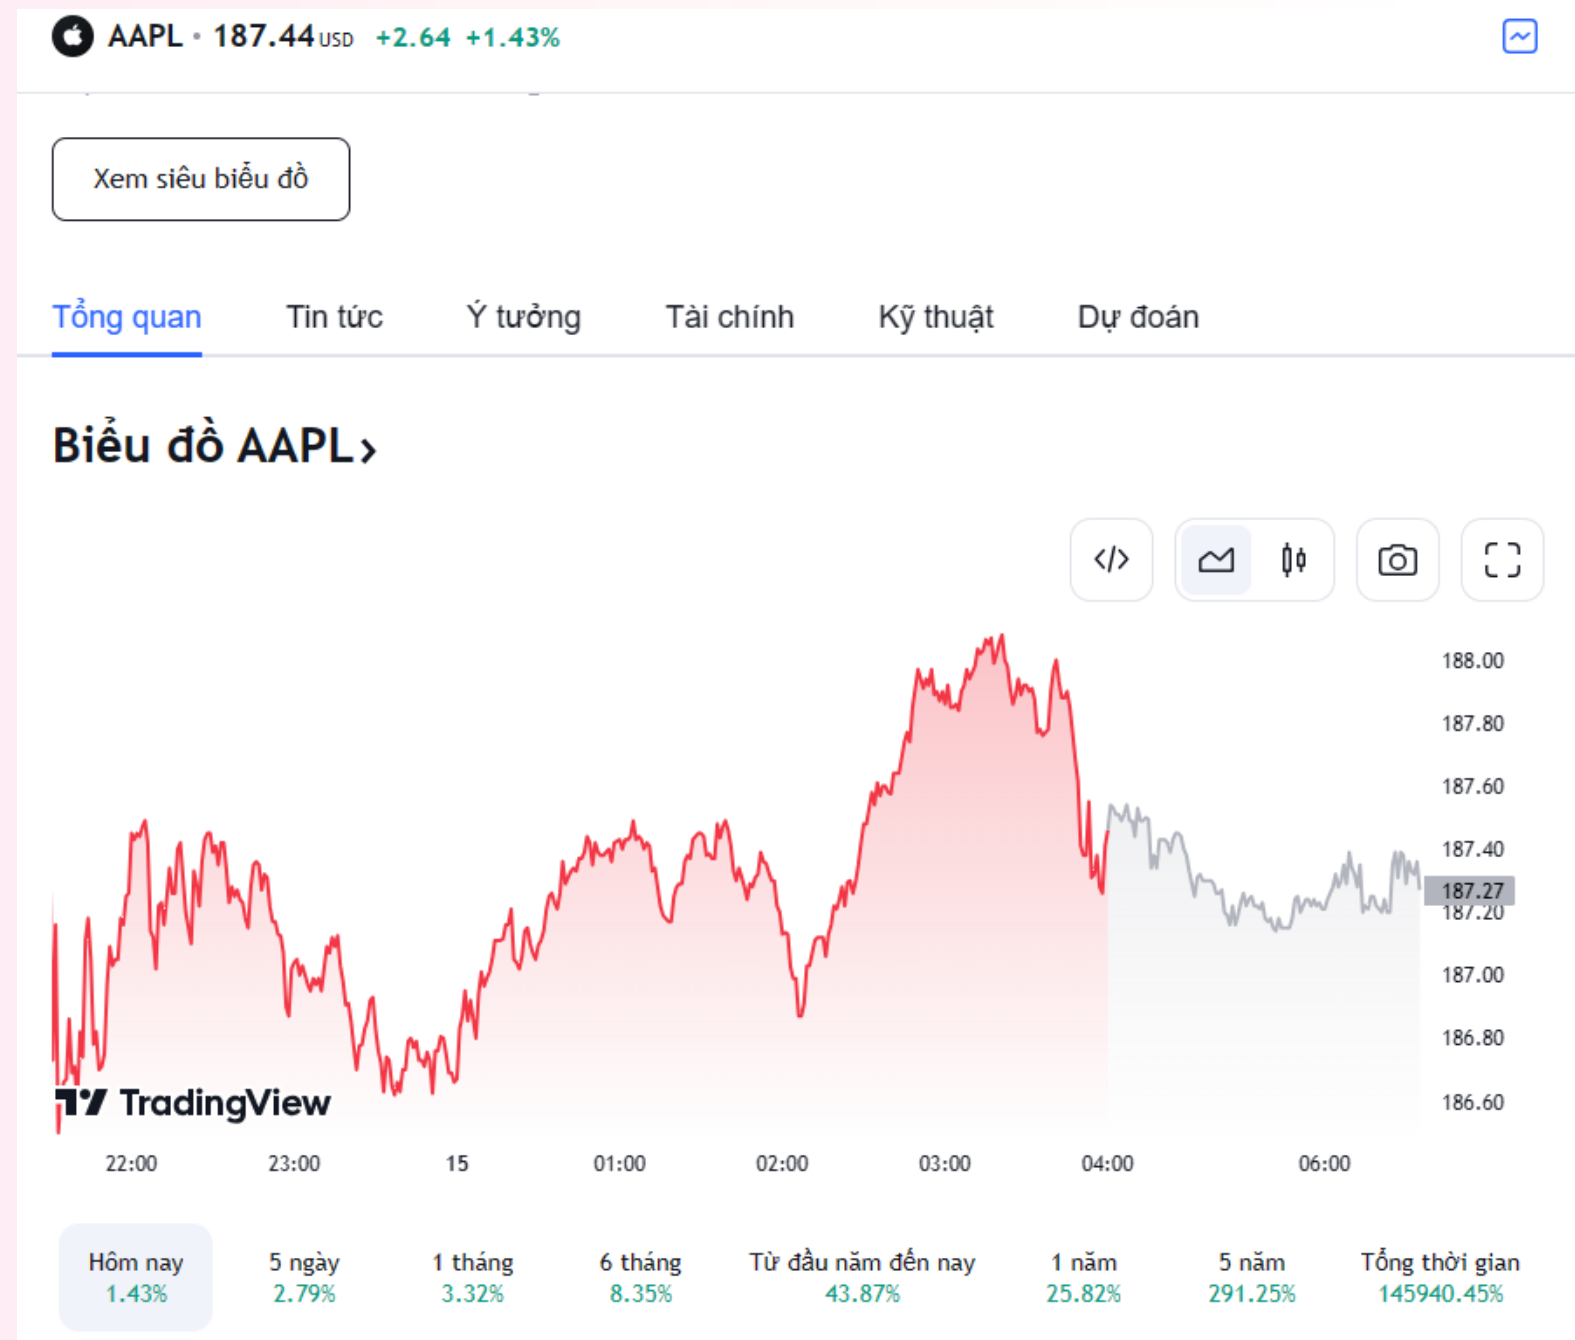 AAPL • 187.44 USD +2.64 +1.43%
Xem siêu biểu đồ
Tổng quan Tin tức Ý tưởng Tài chính Kỹ thuật Dự đoán
Biểu đồ AAPL›
</>
188.00
187.80
187.60
187.40
187.27
187.20
187.00
186.80
186.60
TradingView
22:00 23:00 15 01:00 02:00 03:00 04:00 06:00
Hôm nay 5 ngày 1 tháng 6 tháng Từ đầu năm đến nay 1 năm 5 năm Tổng thời gian
1.43% 2.79% 3.32% 8.35% 43.87% 25.82% 291.25% 145940.45%